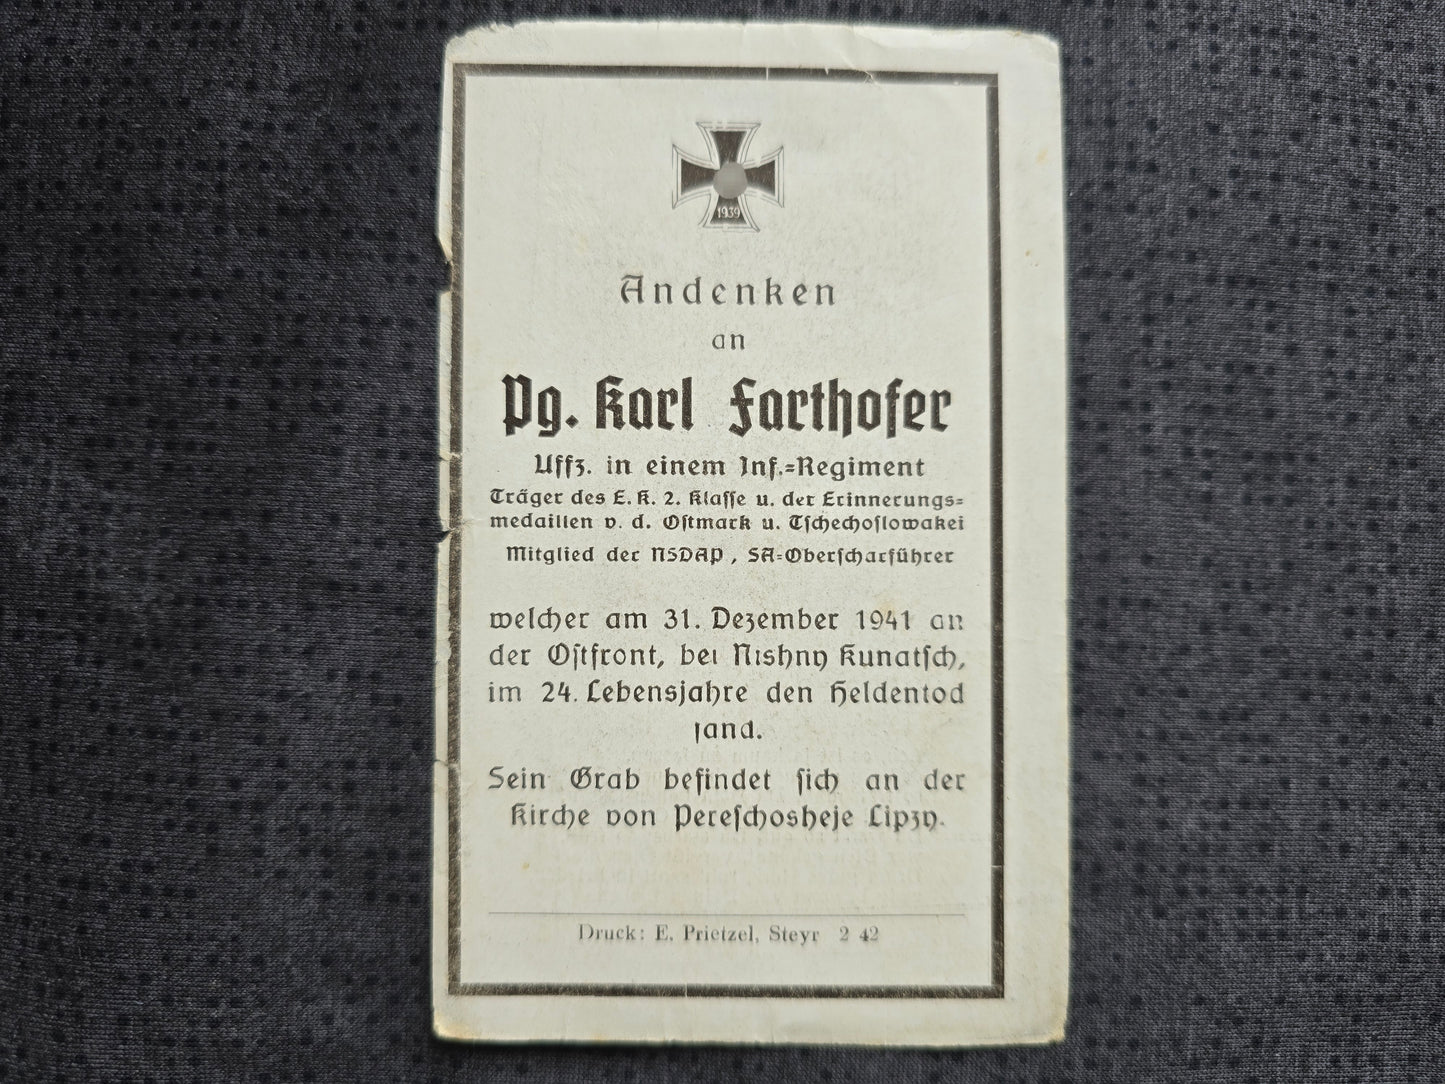 1939
Andenken
an
Pg. Karl Farthofer
Uffz. in einem Inf.=Regiment
Träger des E. K. 2. Klasse u. der Erinnerungs=
medaillen v. d. Ostmark u. Tschechoslowakei
Mitglied der NSDAP, SA=Oberscharführer
welcher am 31. Dezember 1941 an
der Ostfront, bei Nishny Kunatsch,
im 24. Lebensjahre den Heldentod
fand.
Sein Grab befindet sich an der
Kirche von Pereschosheje Lipzy.
Druck: E. Prietzel, Steyr 2 42